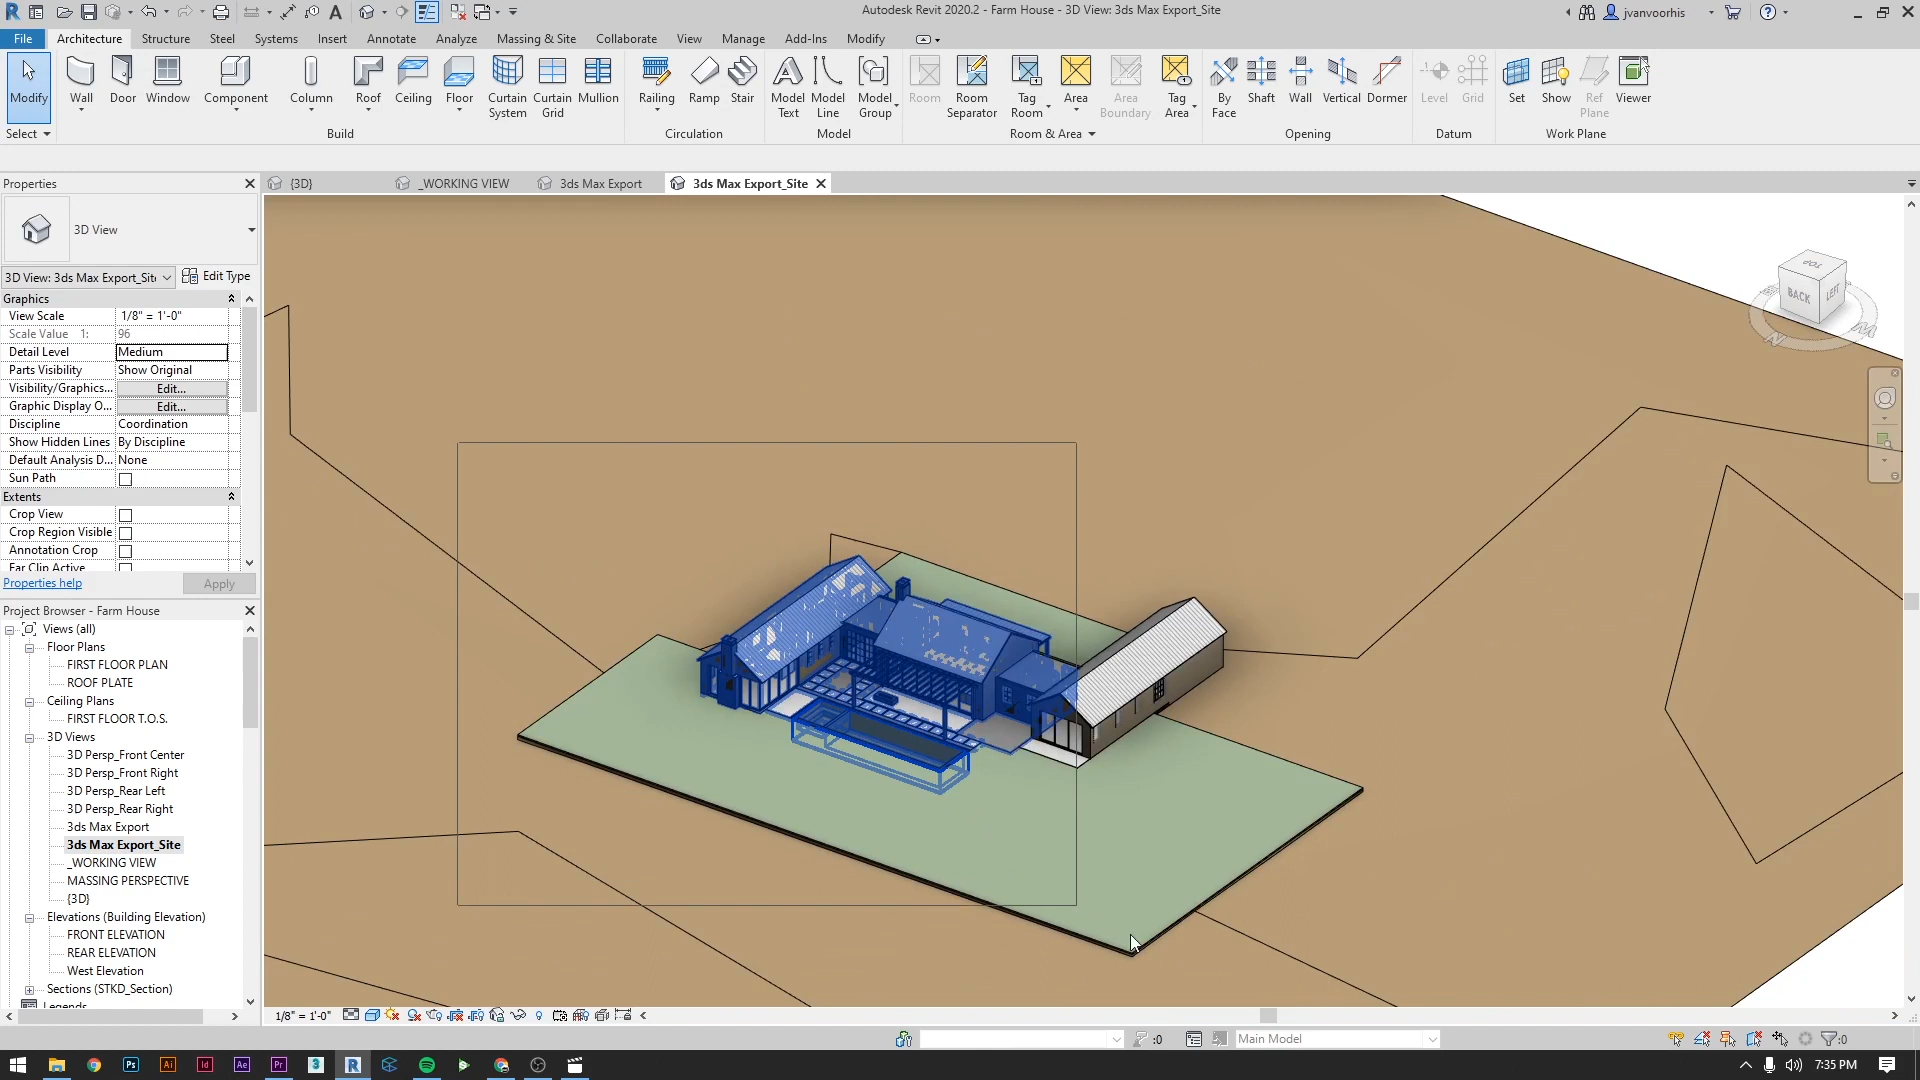 Autodesk Revit 2020.2 - Farm House - 3D View: 3ds Max Export_Site
jvanvoorhis
File
Architecture
Structure
Steel
Systems
Insert
Annotate
Analyze
Massing & Site
Collaborate
View
Manage
Add-Ins
Modify
Modify
Wall
Door
Window
Component
Column
Roof
Ceiling
Floor
Curtain System
Curtain Grid
Mullion
Railing
Ramp
Stair
Model Text
Model Line
Model Group
Room
Room Separator
Tag Room
Area
Area Boundary
Tag Area
By Face
Shaft
Wall
Vertical
Dormer
Level
Grid
Set
Show
Ref Plane
Viewer
Select
Build
Circulation
Model
Room & Area
Opening
Datum
Work Plane
Properties
{3D}
_WORKING VIEW
3ds Max Export
3ds Max Export_Site
3D View
3D View: 3ds Max Export_Sit
Edit Type
Graphics
View Scale 1/8" = 1'-0"
Scale Value 1: 96
Detail Level Medium
Parts Visibility Show Original
Visibility/Graphics... Edit...
Graphic Display O... Edit...
Discipline Coordination
Show Hidden Lines By Discipline
Default Analysis D... None
Sun Path
Extents
Crop View
Crop Region Visible
Annotation Crop
Far Clip Active
Properties help
Apply
Project Browser - Farm House
Views (all)
Floor Plans
FIRST FLOOR PLAN
ROOF PLATE
Ceiling Plans
FIRST FLOOR T.O.S.
3D Views
3D Persp_Front Center
3D Persp_Front Right
3D Persp_Rear Left
3D Persp_Rear Right
3ds Max Export
3ds Max Export_Site
_WORKING VIEW
MASSING PERSPECTIVE
{3D}
Elevations (Building Elevation)
FRONT ELEVATION
REAR ELEVATION
West Elevation
Sections (STKD_Section)
Legends
TOP
BACK
LEFT
1/8" = 1'-0"
:0
Main Model
:0
Ps
Ai
Id
Ae
Pr
3
R
7:35 PM